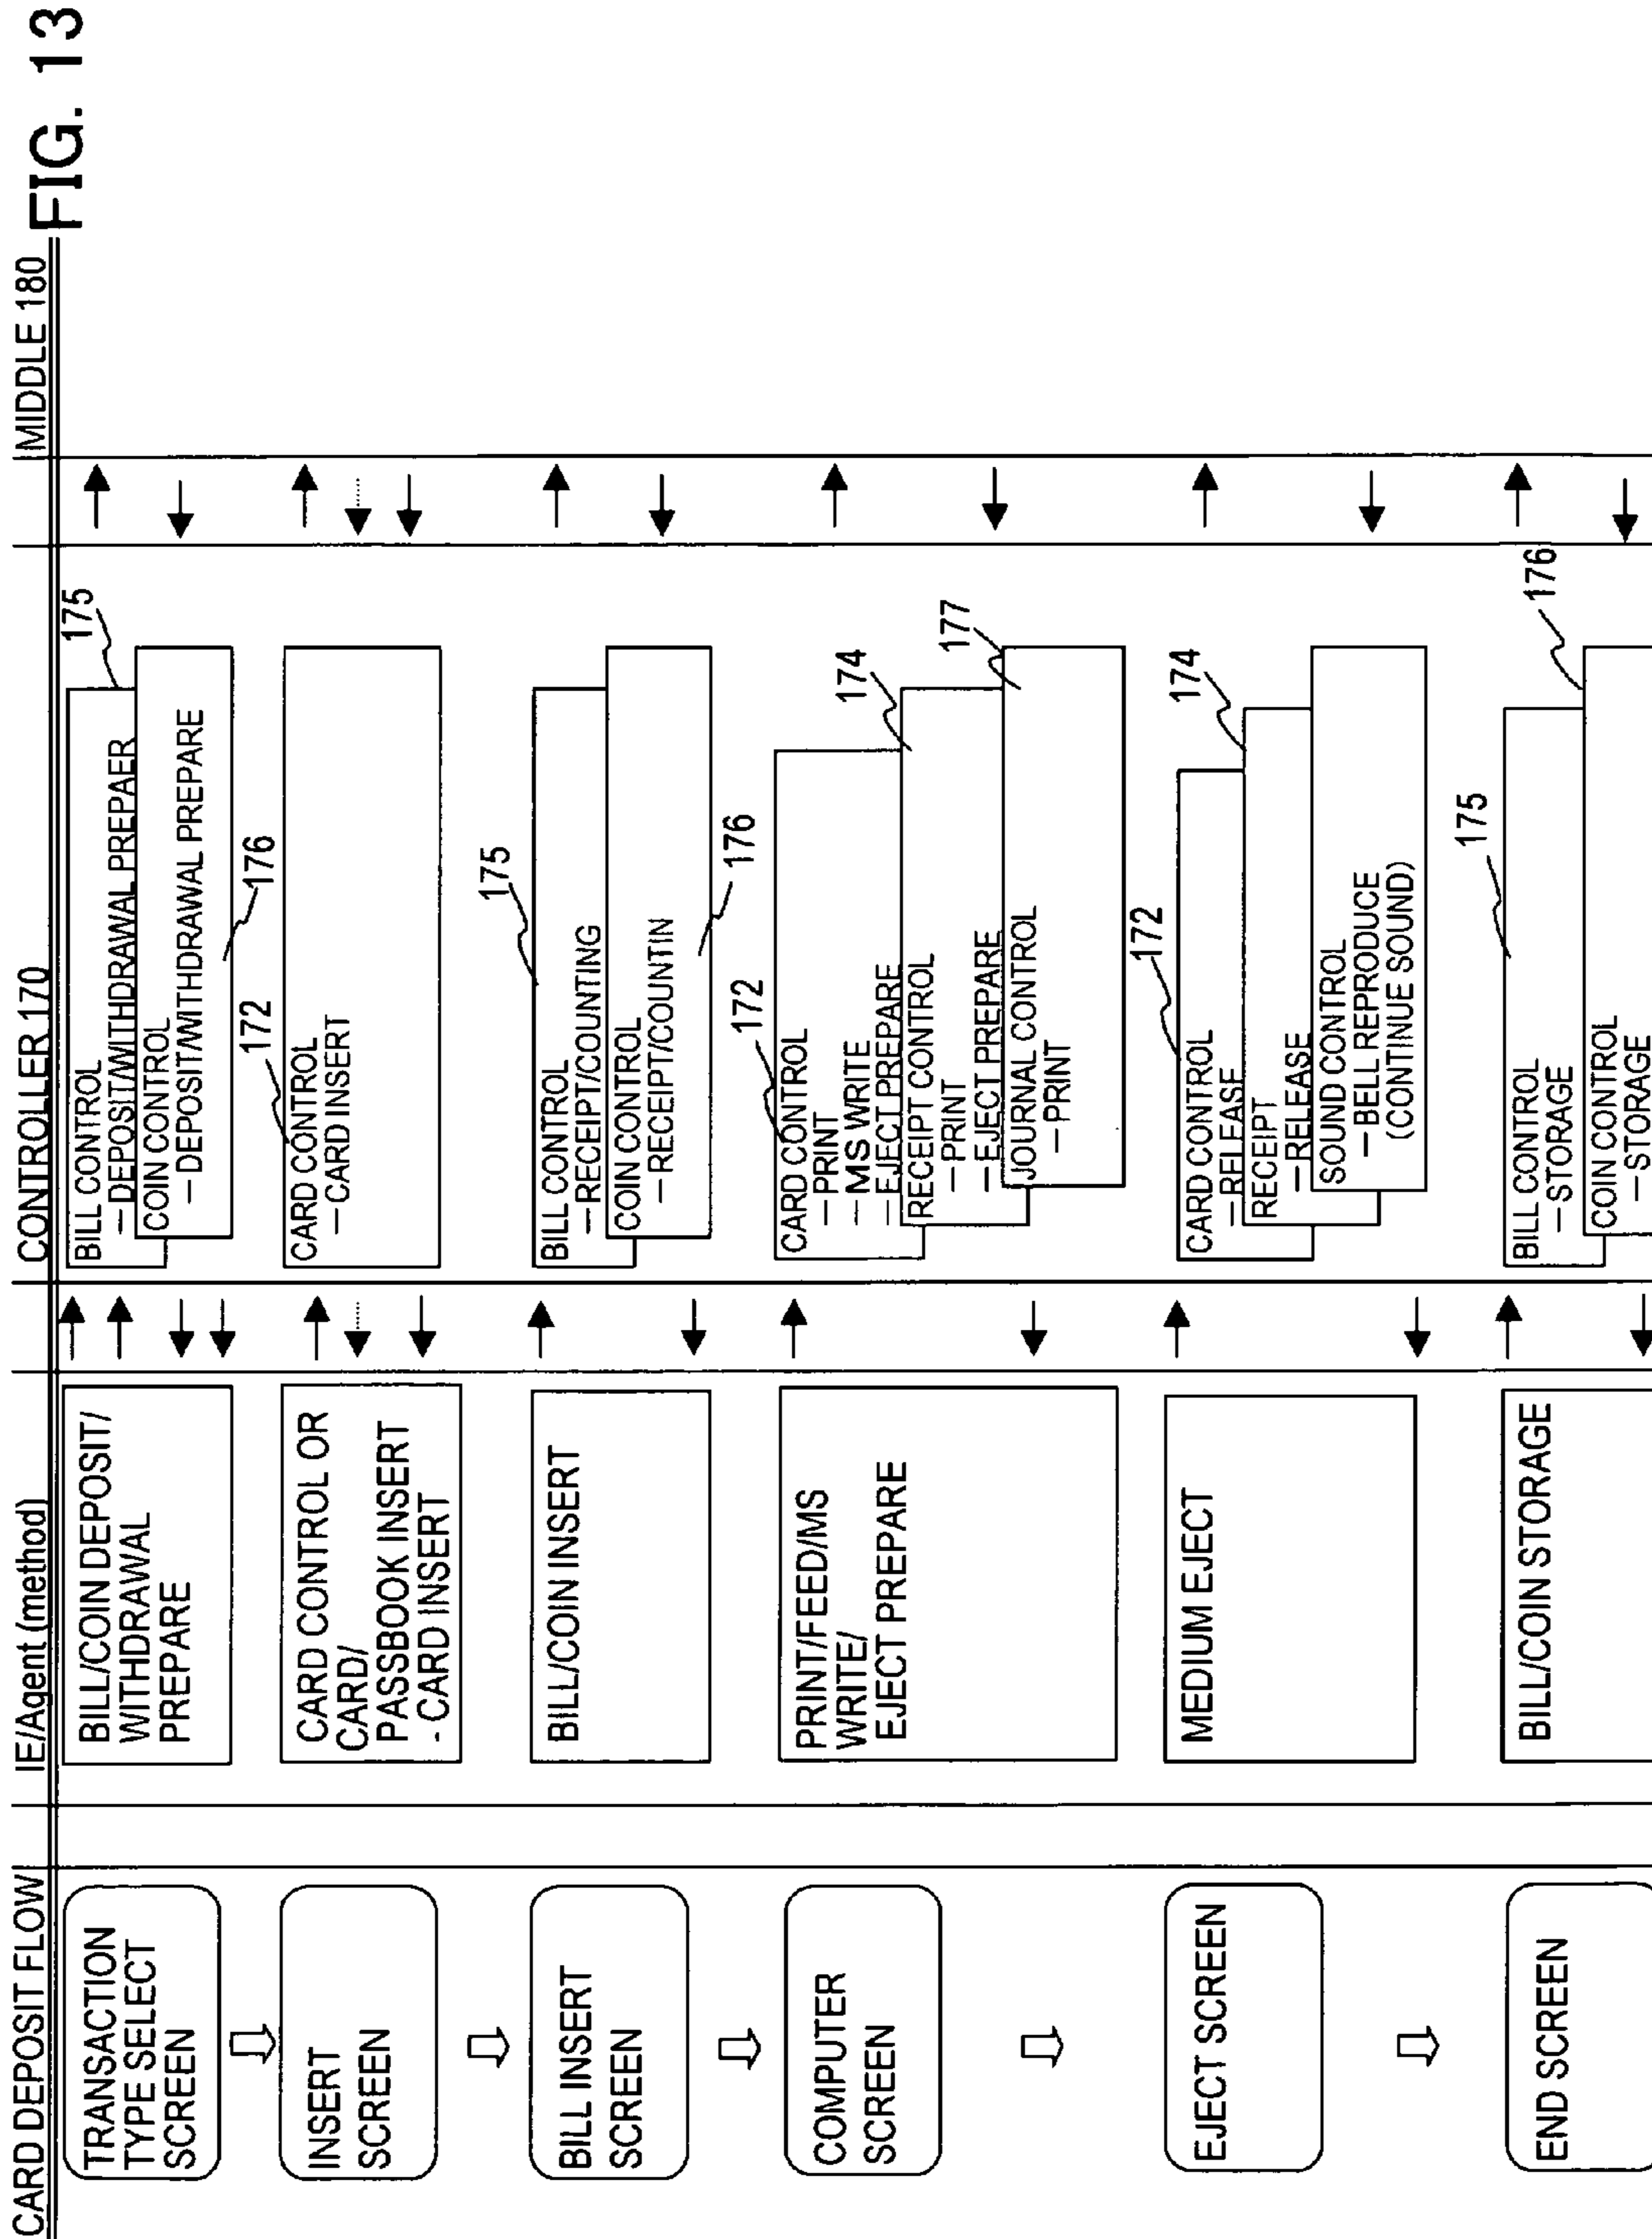 FIG. 13
CARD DEPOSIT FLOW
IE/Agent (method)
CONTROLLER 170
MIDDLE 180
TRANSACTION
TYPE SELECT
SCREEN
BILL/COIN DEPOSIT/
WITHDRAWAL
PREPARE
BILL CONTROL
– DEPOSIT/WITHDRAWAL PREPAER
175
COIN CONTROL
– DEPOSIT/WITHDRAWAL PREPARE
176
INSERT
SCREEN
CARD CONTROL OR
CARD/
PASSBOOK INSERT
- CARD INSERT
172
CARD CONTROL
– CARD INSERT
BILL INSERT
SCREEN
BILL/COIN INSERT
175
BILL CONTROL
– RECEIPT/COUNTING
COIN CONTROL
– RECEIPT/COUNTIN
176
COMPUTER
SCREEN
PRINT/FEED/MS
WRITE/
EJECT PREPARE
172
CARD CONTROL
– PRINT
– MS WRITE
– EJECT PREPARE
174
RECEIPT CONTROL
– PRINT
– EJECT PREPARE
177
JOURNAL CONTROL
– PRINT
EJECT SCREEN
MEDIUM EJECT
172
CARD CONTROL
– RELEASE
174
RECEIPT
– RELEASE
SOUND CONTROL
– BELL REPRODUCE
(CONTINUE SOUND)
END SCREEN
BILL/COIN STORAGE
175
BILL CONTROL
– STORAGE
176
COIN CONTROL
– STORAGE